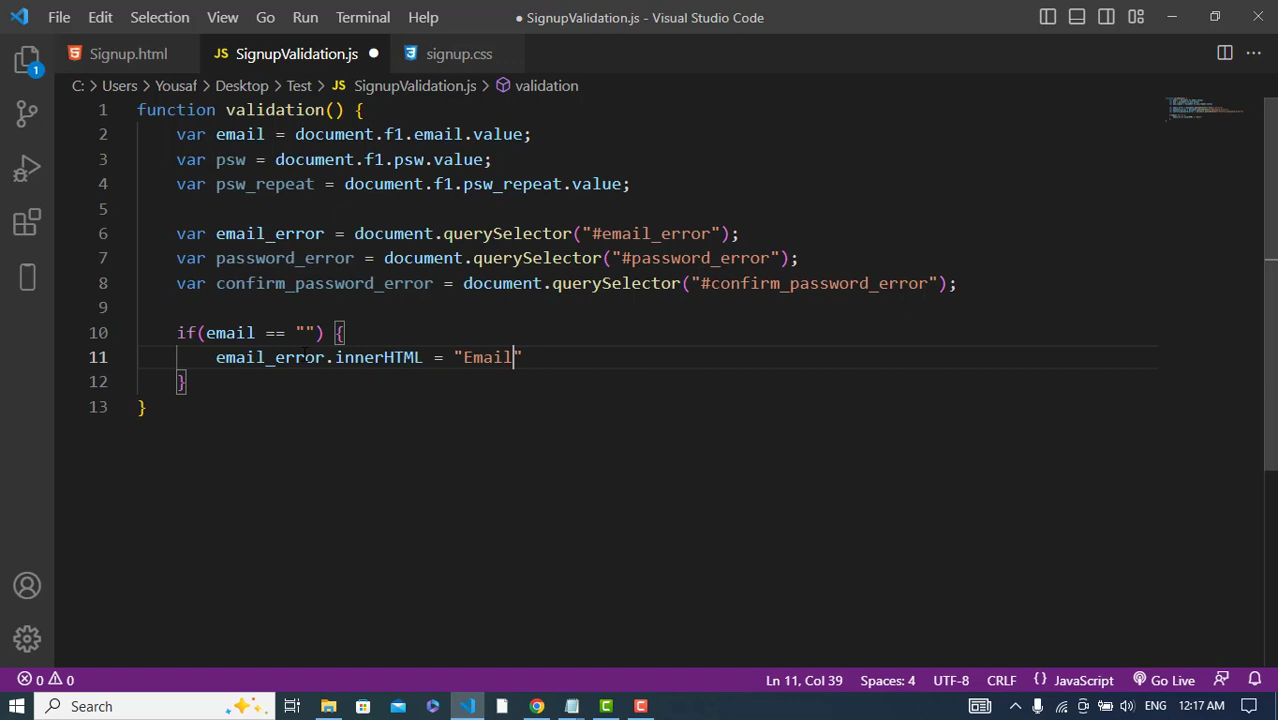 File Edit Selection View Go Run Terminal Help ● SignupValidation.js - Visual Studio Code
Signup.html JS SignupValidation.js ● signup.css
C: > Users > Yousaf > Desktop > Test > JS SignupValidation.js > validation
1 function validation() {
2 var email = document.f1.email.value;
3 var psw = document.f1.psw.value;
4 var psw_repeat = document.f1.psw_repeat.value;
5
6 var email_error = document.querySelector("#email_error");
7 var password_error = document.querySelector("#password_error");
8 var confirm_password_error = document.querySelector("#confirm_password_error");
9
10 if(email == "") {
11 email_error.innerHTML = "Email"
12 }
13 }
1
0 0 Ln 11, Col 39 Spaces: 4 UTF-8 CRLF {} JavaScript Go Live
Search ENG 12:17 AM